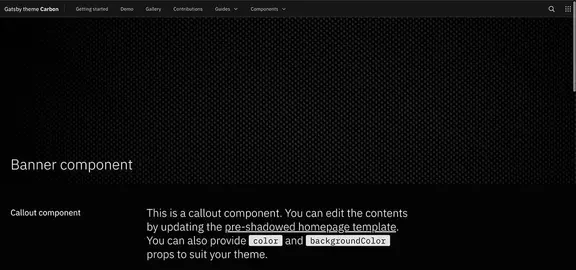 Gatsby theme Carbon Getting started Demo Gallery Contributions Guides Components
Banner component
Callout component
This is a callout component. You can edit the contents
by updating the pre-shadowed homepage template.
You can also provide color and backgroundColor
props to suit your theme.